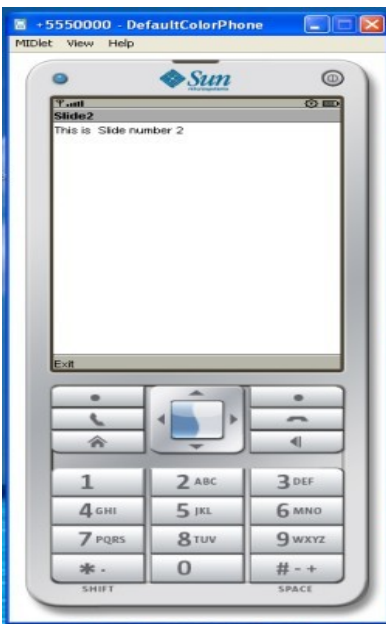 +5550000 - DefaultColorPhone
MIDlet View Help
Sun
Slide2
This is Slide number 2
Exit
1 2 ABC 3 DEF
4 GHI 5 JKL 6 MNO
7 PQRS 8 TUV 9 WXYZ
* . 0 # - +
SHIFT SPACE